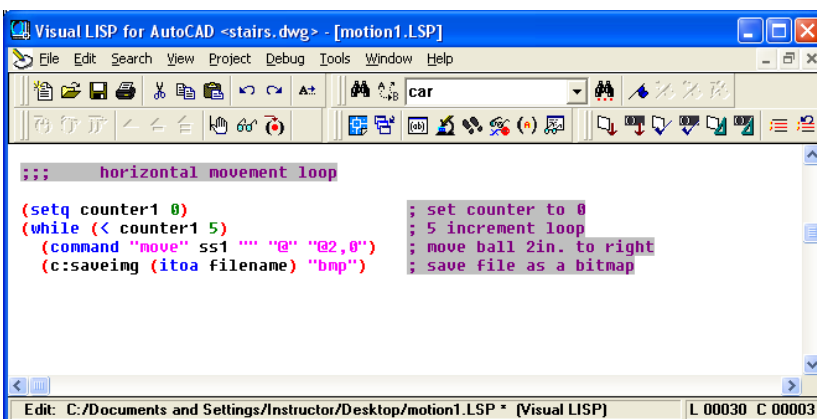 Visual LISP for AutoCAD <stairs.dwg> - [motion1.LSP]
File Edit Search View Project Debug Tools Window Help
car
;;; horizontal movement loop
(setq counter1 0) ; set counter to 0
(while (< counter1 5) ; 5 increment loop
(command "move" ss1 "" "@" "@2,0") ; move ball 2in. to right
(c:saveimg (itoa filename) "bmp") ; save file as a bitmap
Edit: C:/Documents and Settings/Instructor/Desktop/motion1.LSP * (Visual LISP) L 00030 C 00003